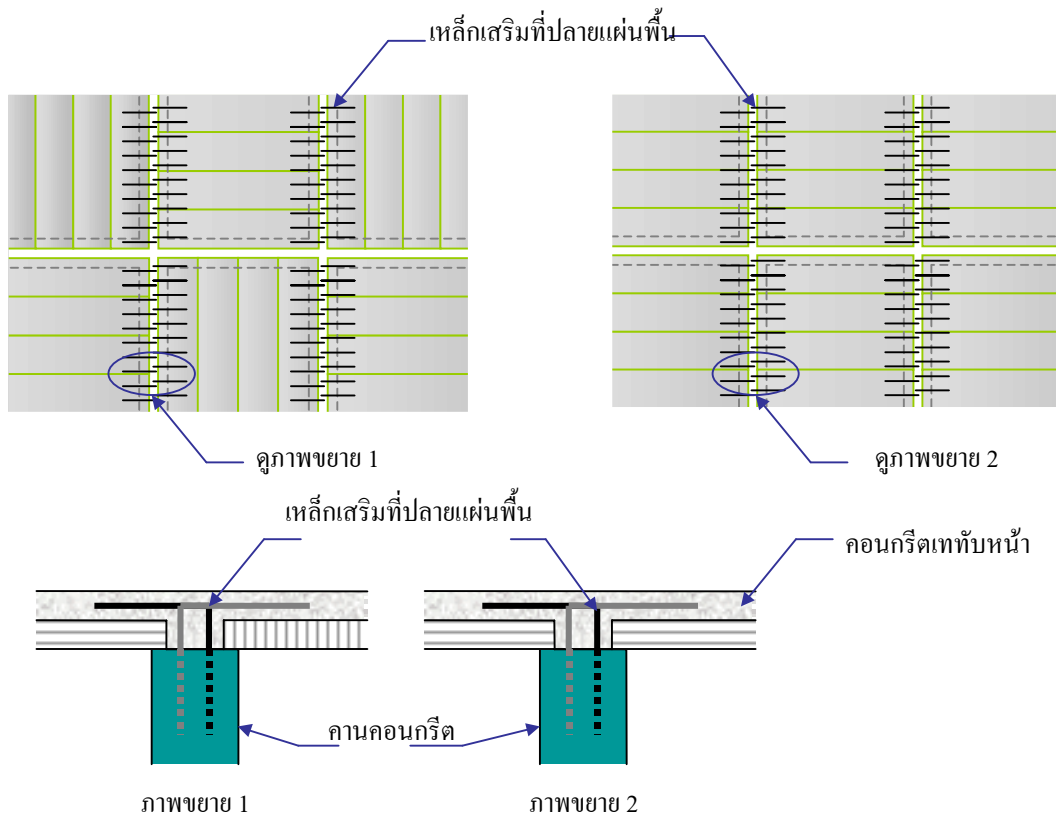 เหล็กเสริมที่ปลายแผ่นพื้น
ดูภาพขยาย 1
ดูภาพขยาย 2
เหล็กเสริมที่ปลายแผ่นพื้น
คอนกรีตเททับหน้า
คานคอนกรีต
ภาพขยาย 1
ภาพขยาย 2